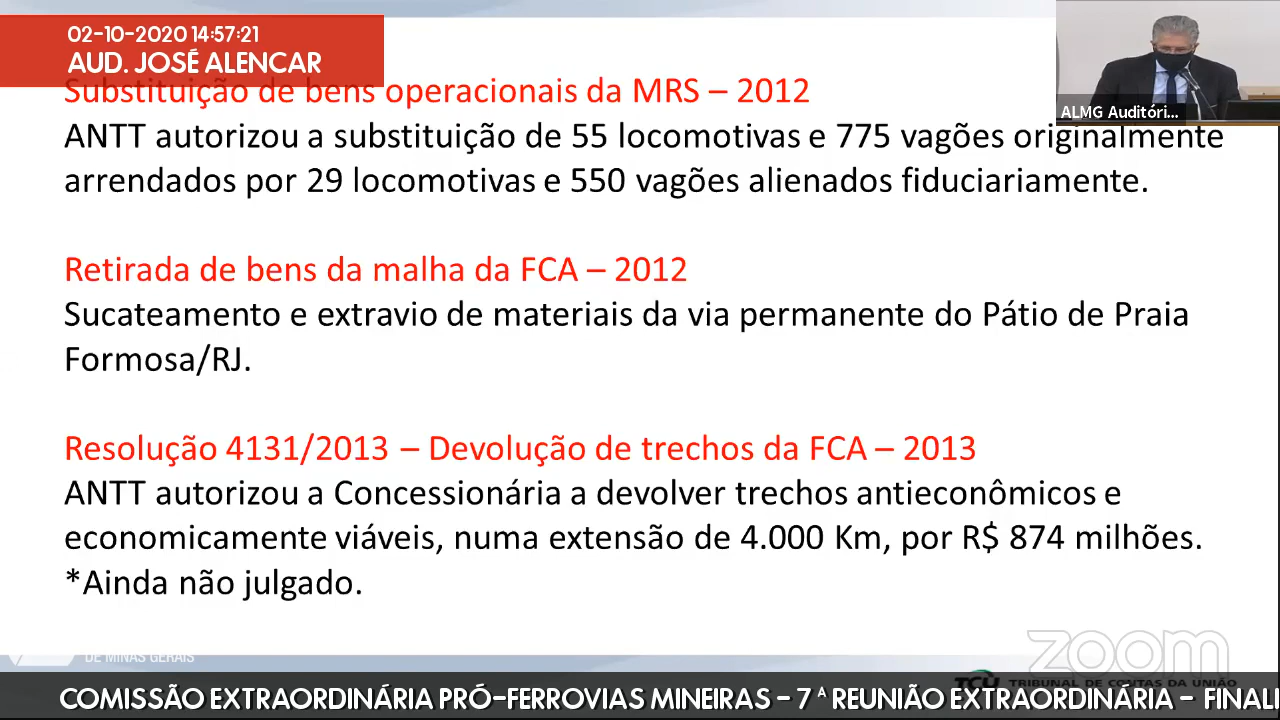 02-10-2020 14:57:21
AUD. JOSÉ ALENCAR
Substituição de bens operacionais da MRS – 2012
ALMG Auditóri...
ANTT autorizou a substituição de 55 locomotivas e 775 vagões originalmente
arrendados por 29 locomotivas e 550 vagões alienados fiduciariamente.
Retirada de bens da malha da FCA – 2012
Sucateamento e extravio de materiais da via permanente do Pátio de Praia
Formosa/RJ.
Resolução 4131/2013 – Devolução de trechos da FCA – 2013
ANTT autorizou a Concessionária a devolver trechos antieconômicos e
economicamente viáveis, numa extensão de 4.000 Km, por R$ 874 milhões.
*Ainda não julgado.
zoom
DE MINAS GERAIS
TCU TRIBUNAL DE CONTAS DA UNIÃO
COMISSÃO EXTRAORDINÁRIA PRÓ-FERROVIAS MINEIRAS - 7ª REUNIÃO EXTRAORDINÁRIA - FINALI